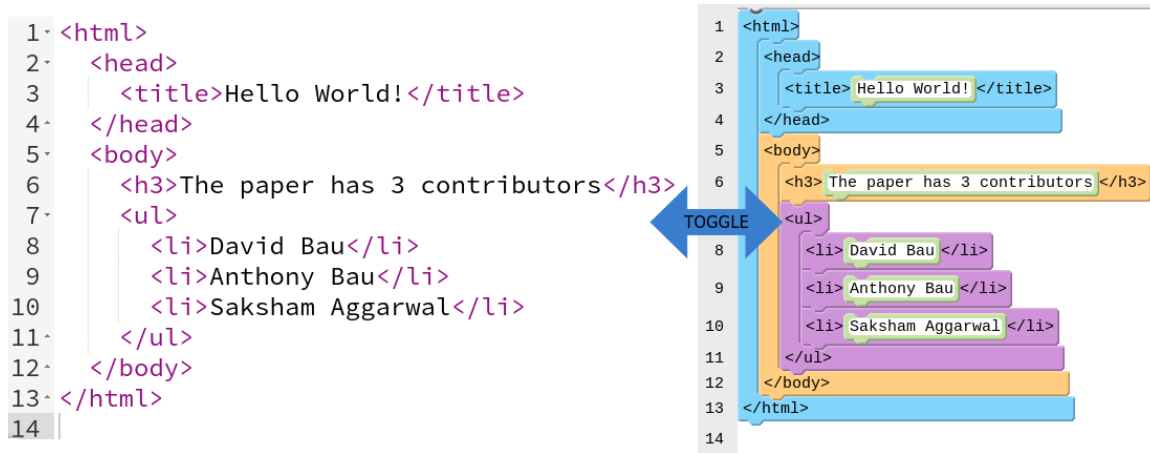 1 <html>
2 <head>
3 <title>Hello World!</title>
4 </head>
5 <body>
6 <h3>The paper has 3 contributors</h3>
7 <ul>
8 <li>David Bau</li>
9 <li>Anthony Bau</li>
10 <li>Saksham Aggarwal</li>
11 </ul>
12 </body>
13 </html>
14
TOGGLE
1 <html>
2 <head>
3 <title> Hello World! </title>
4 </head>
5 <body>
6 <h3> The paper has 3 contributors </h3>
<ul>
8 <li> David Bau </li>
9 <li> Anthony Bau </li>
10 <li> Saksham Aggarwal </li>
11 </ul>
12 </body>
13 </html>
14